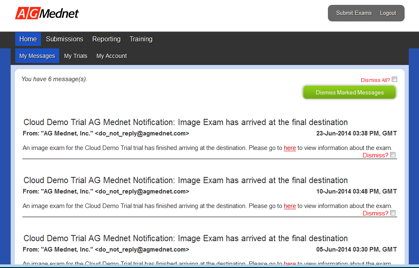 AG Mednet
Submit Exams Logout
Home Submissions Reporting Training
My Messages My Trials My Account
You have 6 message(s).
Dismiss All?
Dismiss Marked Messages
Cloud Demo Trial AG Mednet Notification: Image Exam has arrived at the final destination
From: "AG Mednet, Inc." <do_not_reply@agmednet.com> 23-Jun-2014 03:48 PM, GMT
An image exam for the Cloud Demo Trial trial has finished arriving at the destination. Please go to here to view information about the exam
Dismiss?
Cloud Demo Trial AG Mednet Notification: Image Exam has arrived at the final destination
From: "AG Mednet, Inc." <do_not_reply@agmednet.com> 10-Jun-2014 03:48 PM, GMT
An image exam for the Cloud Demo Trial trial has finished arriving at the destination. Please go to here to view information about the exam
Dismiss?
Cloud Demo Trial AG Mednet Notification: Image Exam has arrived at the final destination
From: "AG Mednet, Inc." <do_not_reply@agmednet.com> 05-Jun-2014 03:30 PM, GMT
An image exam for the Cloud Demo Trial trial has finished arriving at the destination. Please go to here to view information about the exam